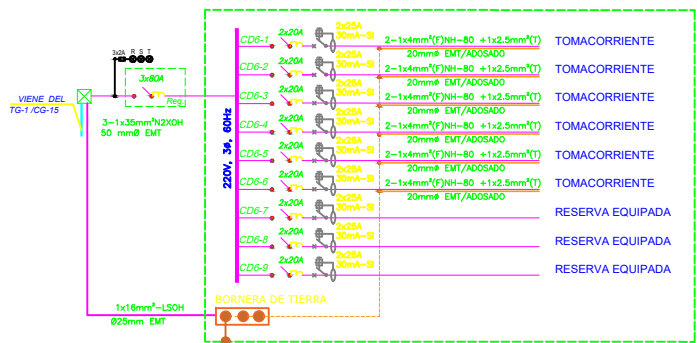 3x2A R S T
3x80A
Reg.
VIENE DEL
TG-1/CG-15
3-1x35mm²N2XOH
50 mmØ EMT
220V, 3ø, 60Hz
CD6-1 2x20A 2x25A 30mA-SI 2-1x4mm²(F)NH-80 +1x2.5mm²(T) TOMACORRIENTE
20mmø EMT/ADOSADO
CD6-2 2x20A 2x25A 30mA-SI 2-1x4mm²(F)NH-80 +1x2.5mm²(T) TOMACORRIENTE
20mmø EMT/ADOSADO
CD6-3 2x20A 2x25A 30mA-SI 2-1x4mm²(F)NH-80 +1x2.5mm²(T) TOMACORRIENTE
20mmø EMT/ADOSADO
CD6-4 2x20A 2x25A 30mA-SI 2-1x4mm²(F)NH-80 +1x2.5mm²(T) TOMACORRIENTE
20mmø EMT/ADOSADO
CD6-5 2x20A 2x25A 30mA-SI 2-1x4mm²(F)NH-80 +1x2.5mm²(T) TOMACORRIENTE
20mmø EMT/ADOSADO
CD6-6 2x20A 2x25A 30mA-SI 2-1x4mm²(F)NH-80 +1x2.5mm²(T) TOMACORRIENTE
20mmø EMT/ADOSADO
CD6-7 2x20A 2x25A 30mA-SI RESERVA EQUIPADA
CD6-8 2x20A 2x25A 30mA-SI RESERVA EQUIPADA
CD6-9 2x20A 2x25A 30mA-SI RESERVA EQUIPADA
BORNERA DE TIERRA
1x16mm²-LSOH
Ø25mm EMT